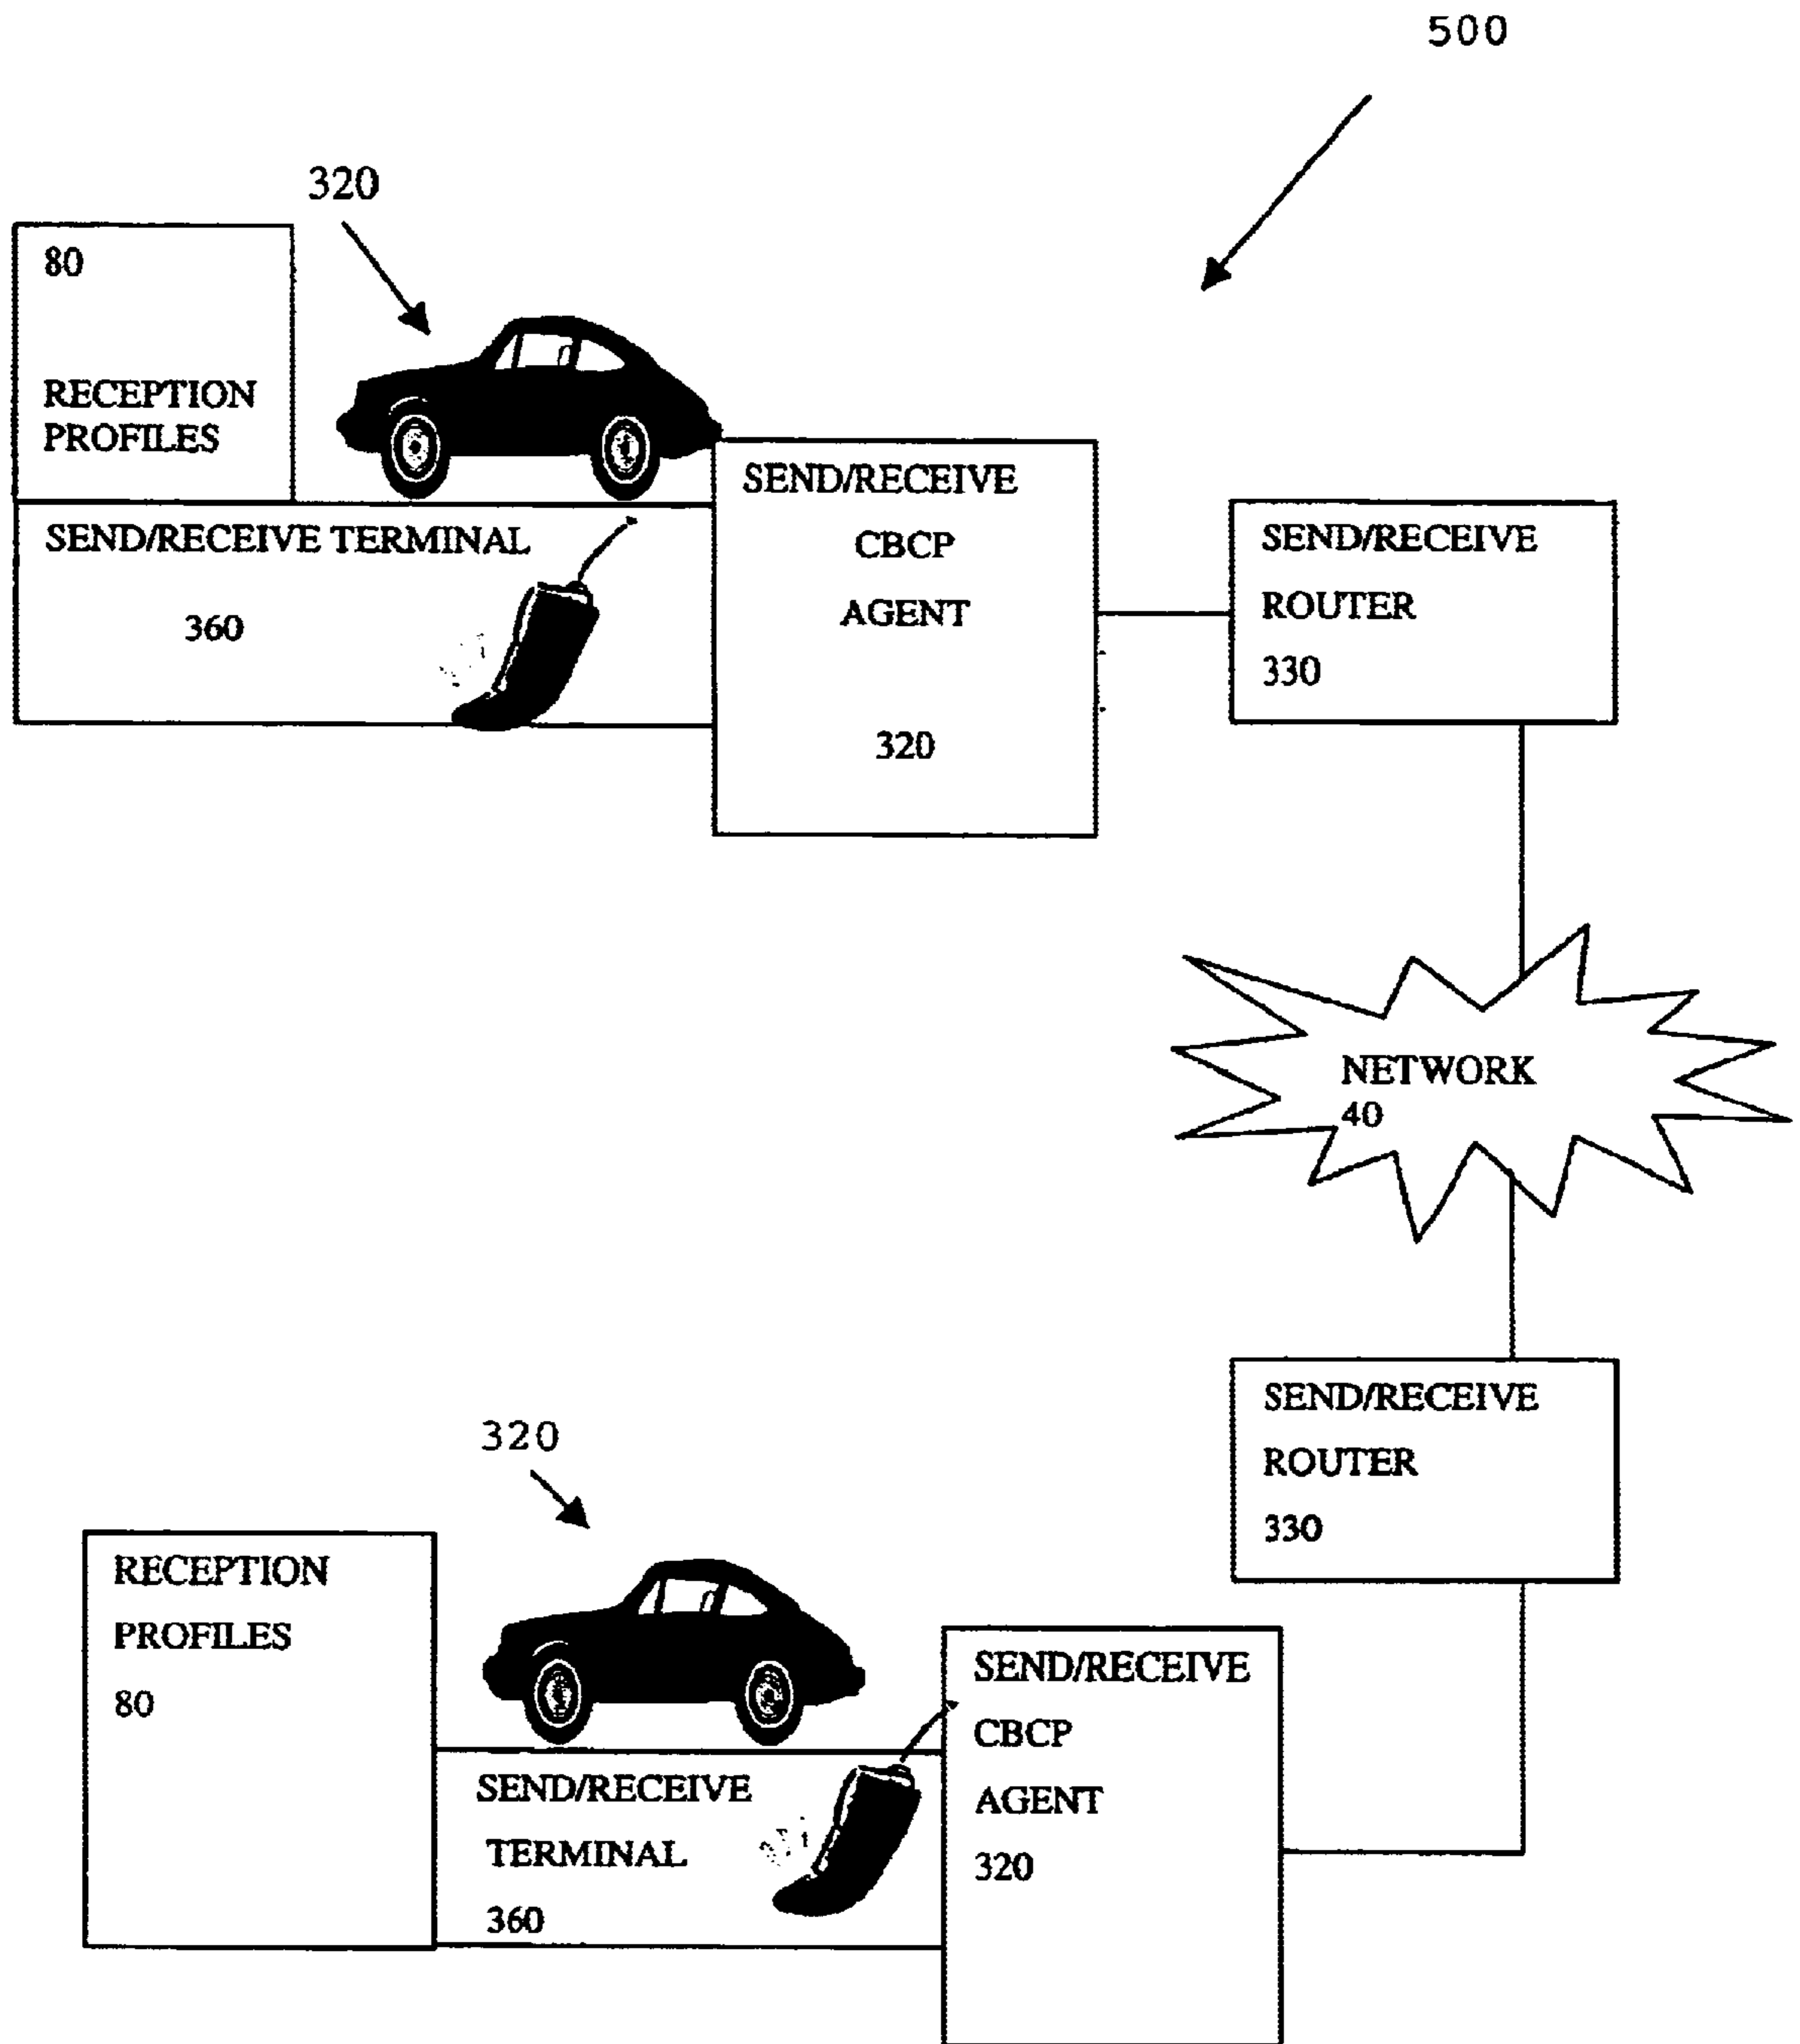 500
320
80
RECEPTION
PROFILES
SEND/RECEIVE TERMINAL
360
SEND/RECEIVE
CBCP
AGENT
320
SEND/RECEIVE
ROUTER
330
NETWORK
40
SEND/RECEIVE
ROUTER
330
320
RECEPTION
PROFILES
80
SEND/RECEIVE
TERMINAL
360
SEND/RECEIVE
CBCP
AGENT
320